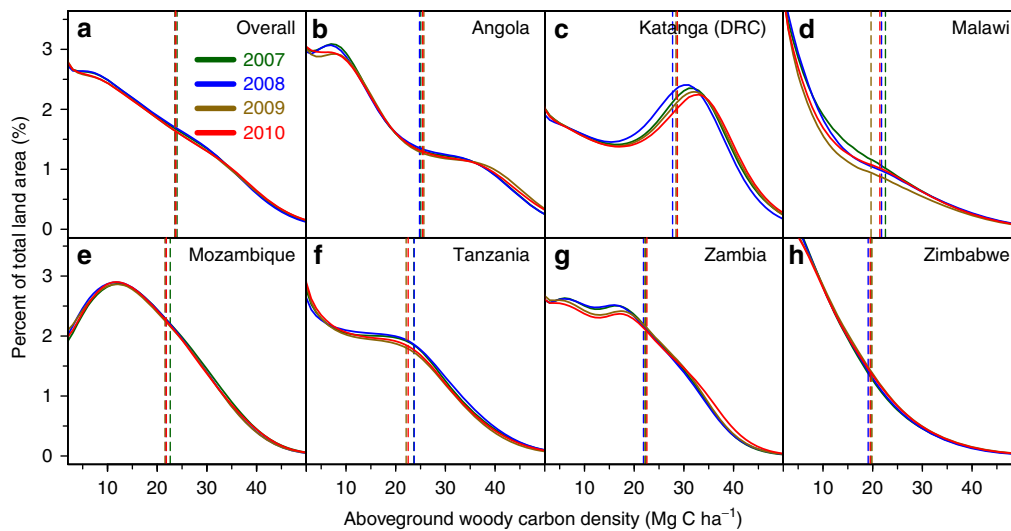 a Overall
b Angola
c Katanga (DRC)
d Malawi
2007
2008
2009
2010
3
2
1
0
e Mozambique
f Tanzania
g Zambia
h Zimbabwe
3
2
1
0
Percent of total land area (%)
10 20 30 40
10 20 30 40
10 20 30 40
10 20 30 40
Aboveground woody carbon density (Mg C ha⁻¹)